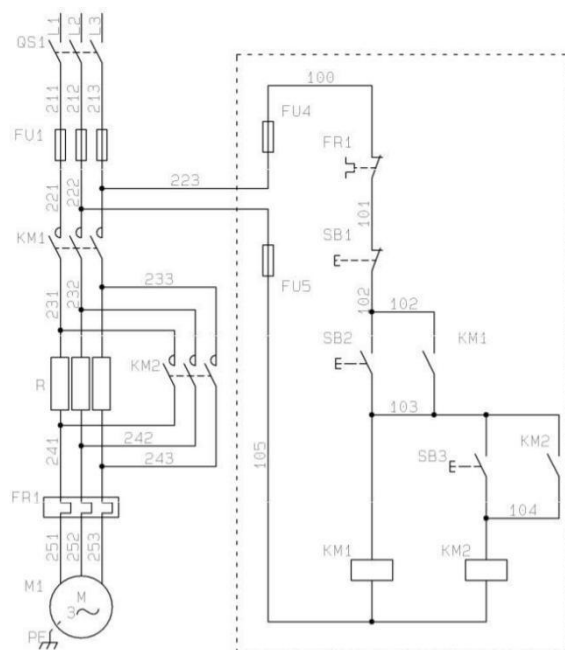 L1
L2
L3
QS1
211
212
213
FU1
221
222
223
KM1
231
232
233
KM2
R
241
242
243
FR1
251
252
253
M1
M
3
PE
100
FU4
FR1
101
SB1
FU5
102
102
SB2
KM1
103
105
SB3
KM2
104
KM1
KM2